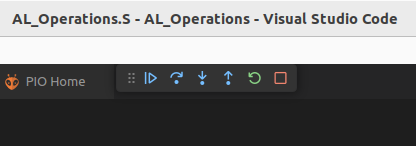 AL_Operations.S - AL_Operations - Visual Studio Code
PIO Home